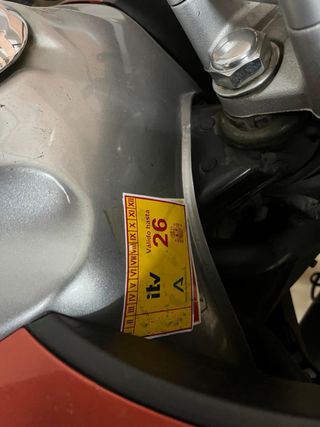 Válido hasta
26
itv
I II III IV V VI VII VIII IX X XI XII